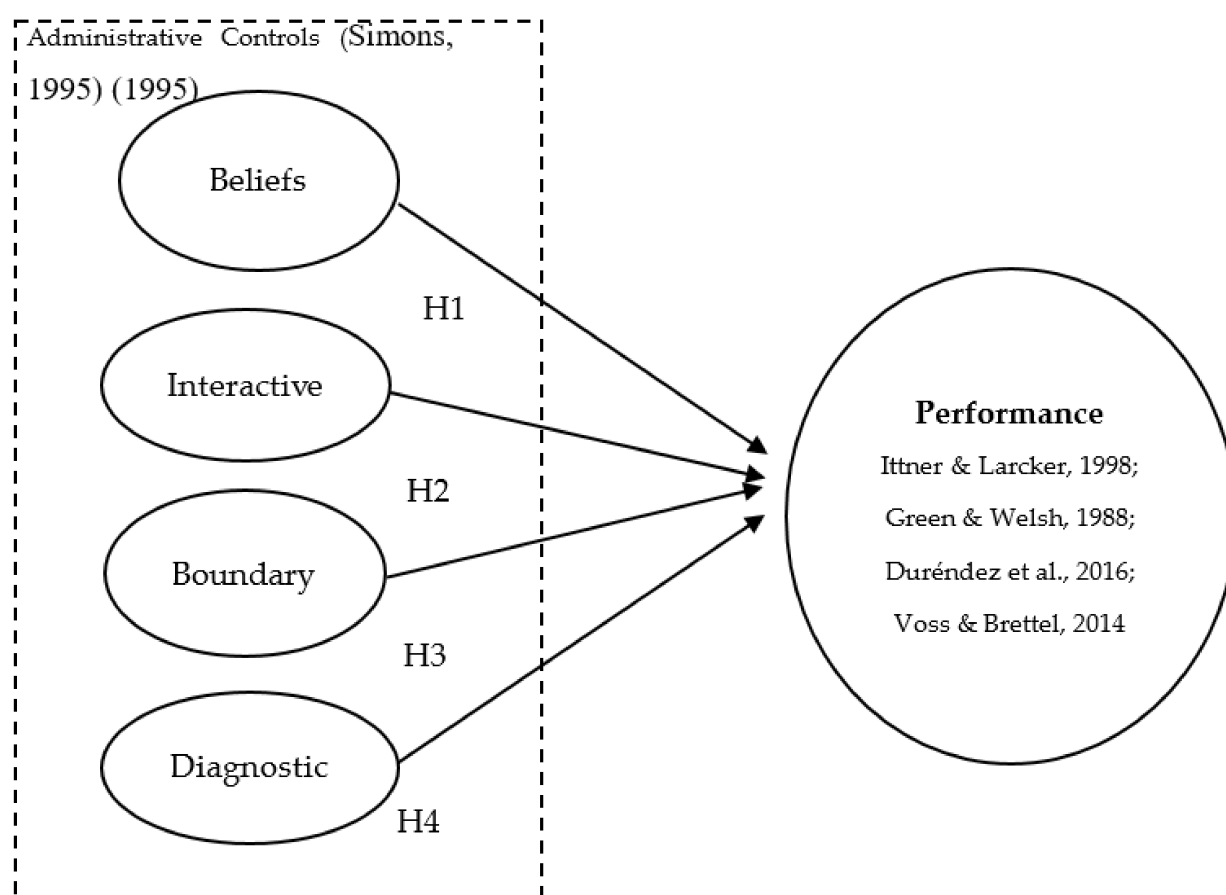 Administrative Controls (Simons,
1995) (1995)
Beliefs
H1
Interactive
H2
Boundary
H3
Diagnostic
H4
Performance
Ittner & Larcker, 1998;
Green & Welsh, 1988;
Duréndez et al., 2016;
Voss & Brettel, 2014